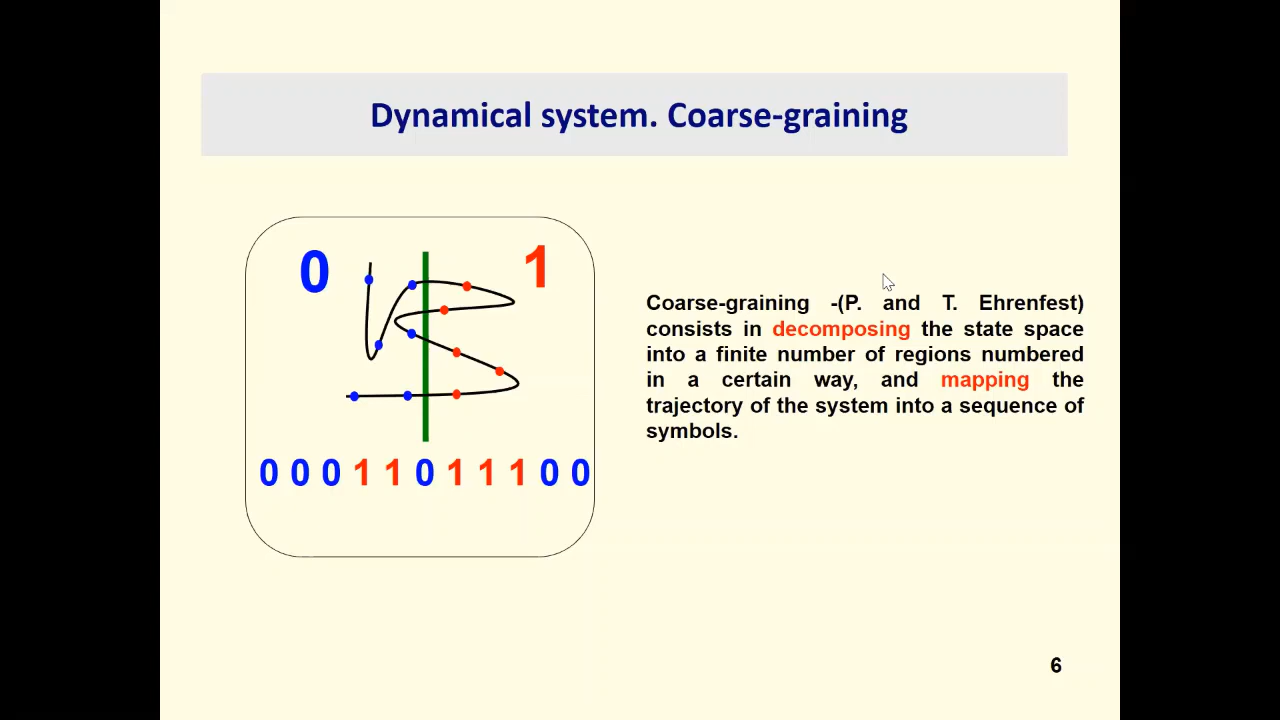 Dynamical system. Coarse-graining
0 1
0 0 0 1 1 0 1 1 1 0 0
Coarse-graining -(P. and T. Ehrenfest)
consists in decomposing the state space
into a finite number of regions numbered
in a certain way, and mapping the
trajectory of the system into a sequence of
symbols.
6